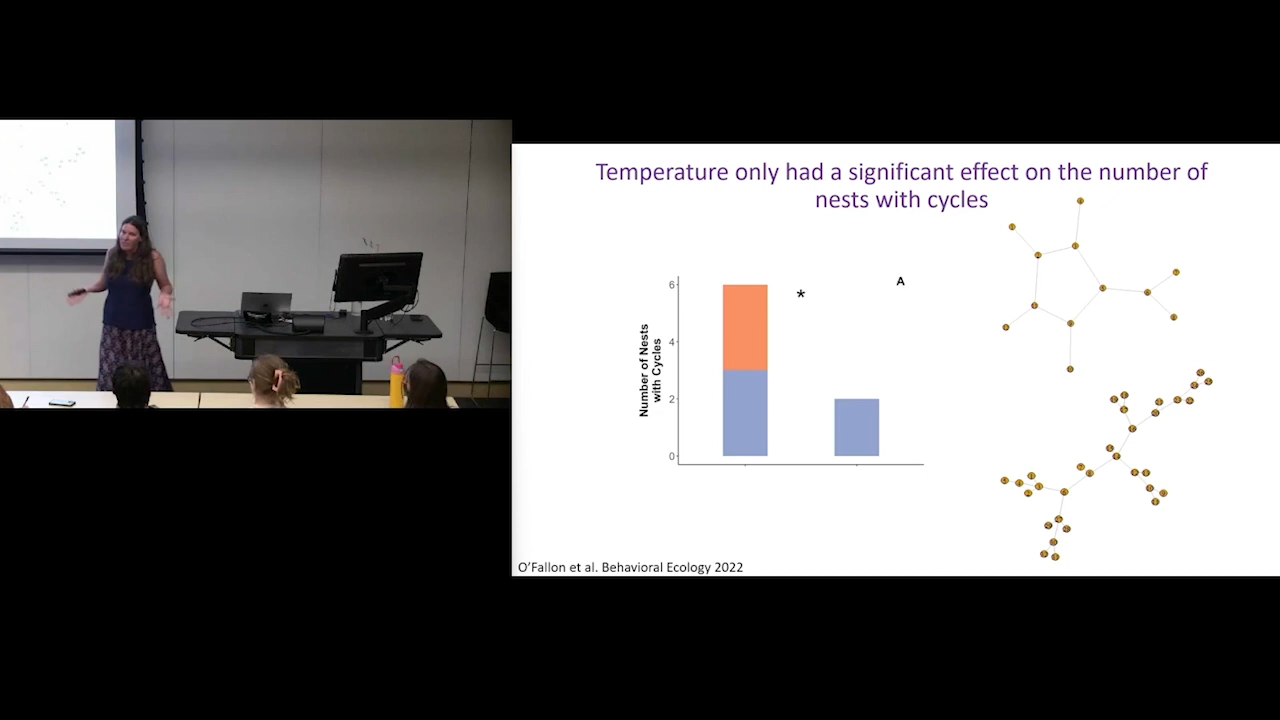 Temperature only had a significant effect on the number of
nests with cycles
A
*
6
4
2
0
Number of Nests
with Cycles
O'Fallon et al. Behavioral Ecology 2022